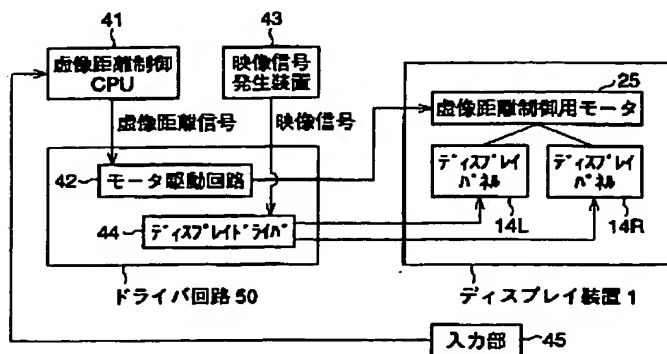 41
虚像距離制御
CPU
43
映像信号
発生装置
25
虚像距離制御用モータ
虚像距離信号
映像信号
ディスプレイ
パネル
ディスプレイ
パネル
42
モータ駆動回路
14L
14R
44
ディスプレイドライバ
ドライバ回路 50
ディスプレイ装置 1
入力部
45